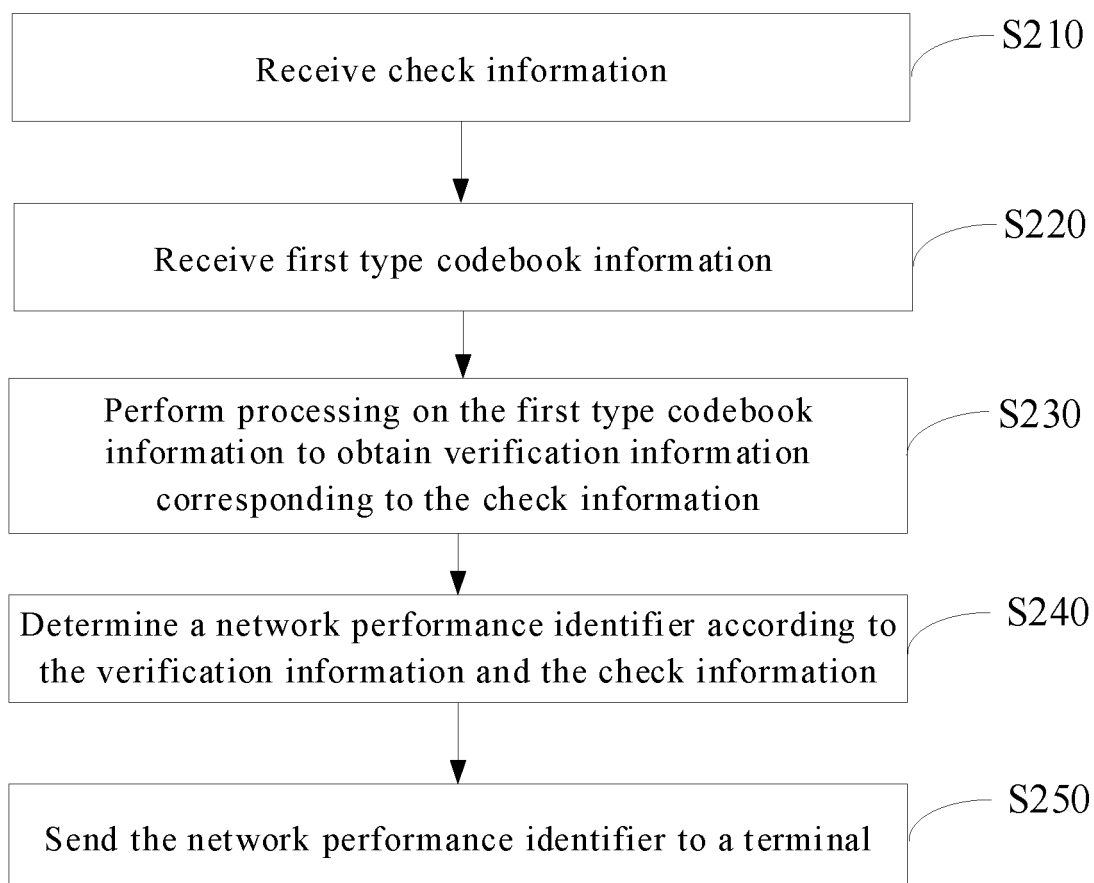 S210
Receive check information
S220
Receive first type codebook information
S230
Perform processing on the first type codebook
information to obtain verification information
corresponding to the check information
S240
Determine a network performance identifier according to
the verification information and the check information
S250
Send the network performance identifier to a terminal